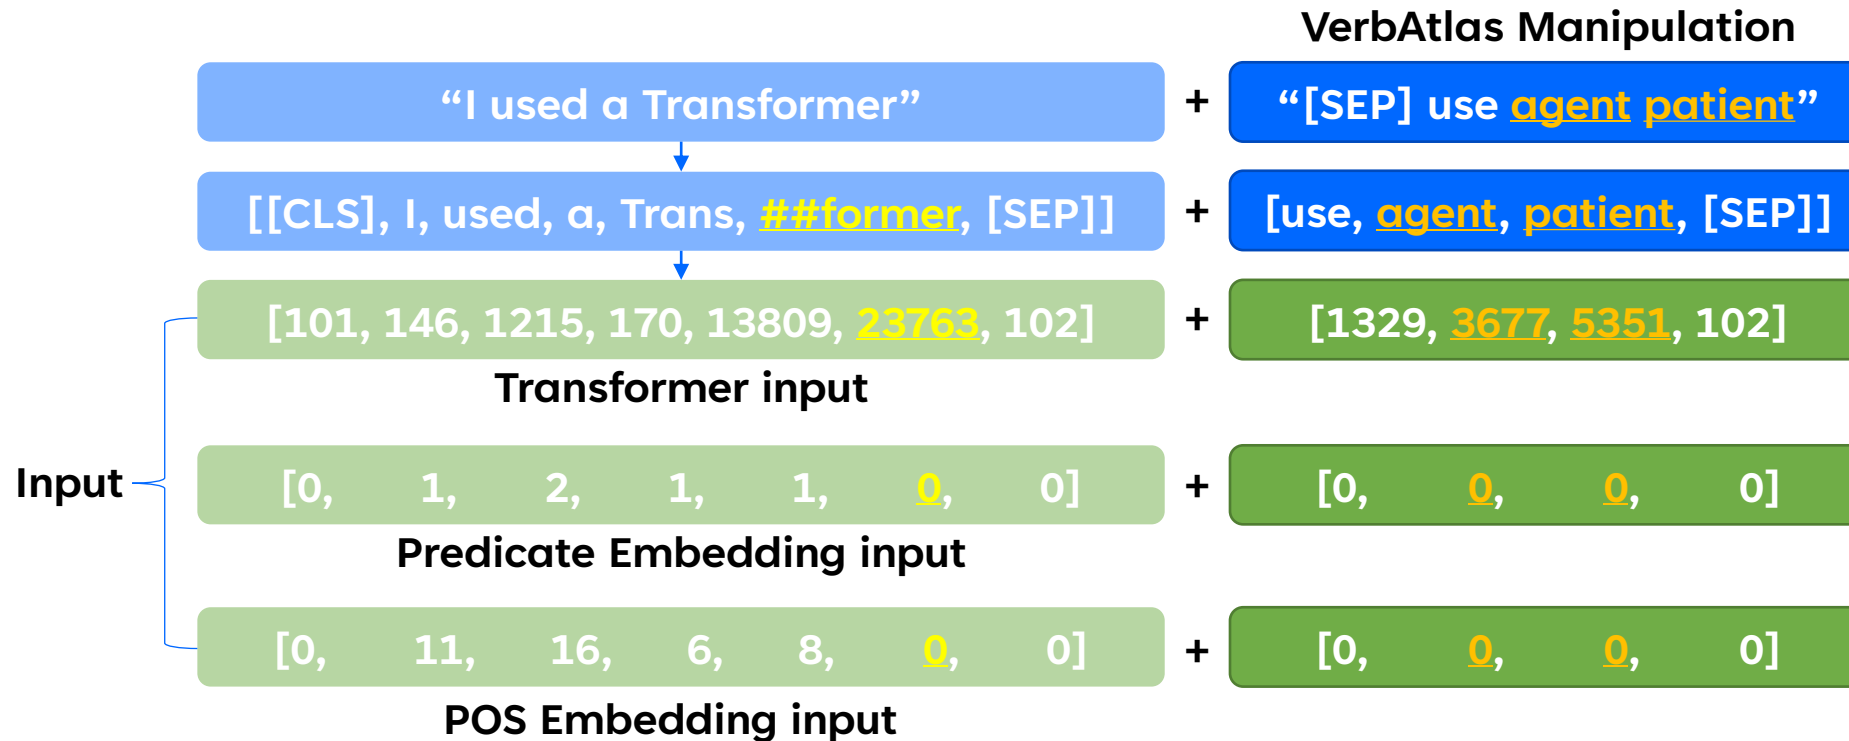 VerbAtlas Manipulation
“I used a Transformer” + “[SEP] use agent patient”
[[CLS], I, used, a, Trans, ##former, [SEP]] + [use, agent, patient, [SEP]]
[101, 146, 1215, 170, 13809, 23763, 102] + [1329, 3677, 5351, 102]
Transformer input
Input
[0, 1, 2, 1, 1, 0, 0] + [0, 0, 0, 0]
Predicate Embedding input
[0, 11, 16, 6, 8, 0, 0] + [0, 0, 0, 0]
POS Embedding input